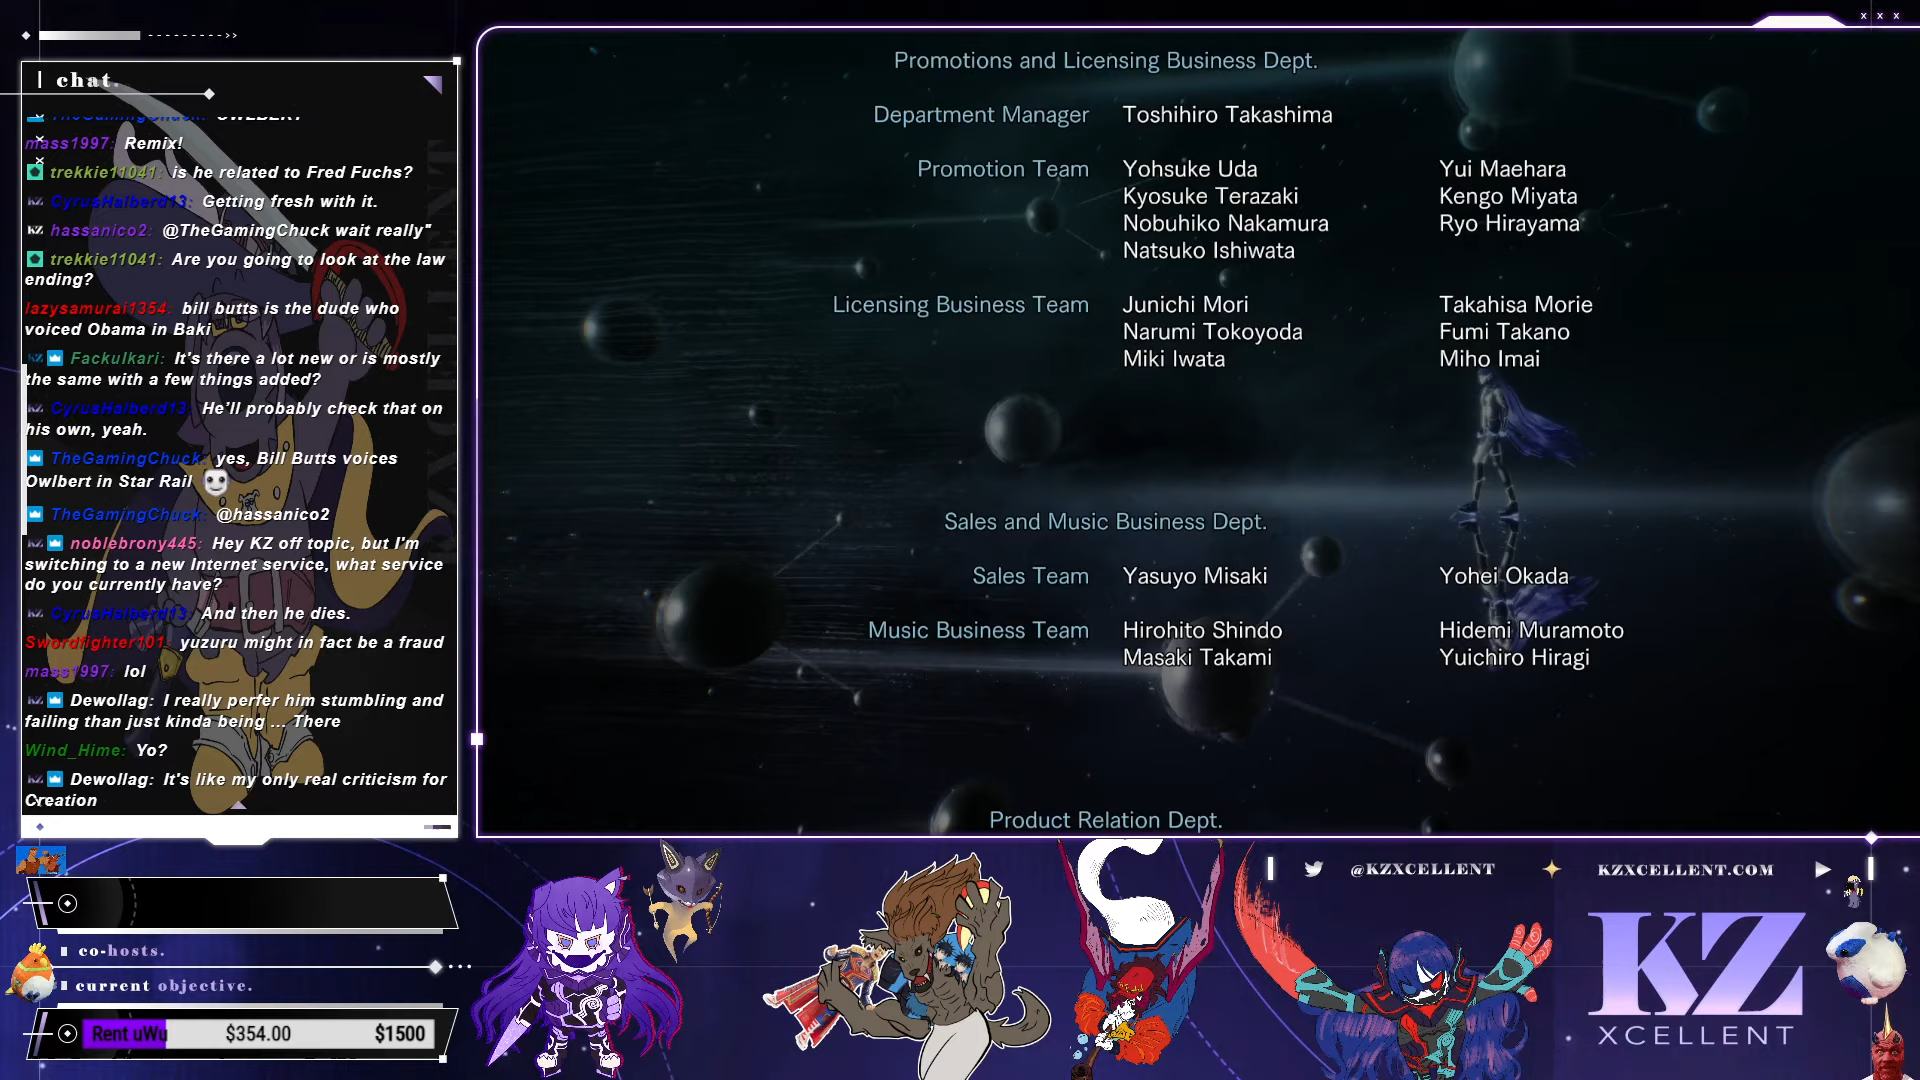 x x x
chat.
TheGamingChuck: OWLBERT
mass1997: Remix!
trekkie11041: is he related to Fred Fuchs?
CyrusHalberd13: Getting fresh with it.
hassanico2: @TheGamingChuck wait really"
trekkie11041: Are you going to look at the law
ending?
lazysamurai1354: bill butts is the dude who
voiced Obama in Baki
FackuIkari: It's there a lot new or is mostly
the same with a few things added?
CyrusHalberd13: He'll probably check that on
his own, yeah.
TheGamingChuck: yes, Bill Butts voices
Owlbert in Star Rail
TheGamingChuck: @hassanico2
noblebrony445: Hey KZ off topic, but I'm
switching to a new Internet service, what service
do you currently have?
CyrusHalberd13: And then he dies.
Swordfighter101: yuzuru might in fact be a fraud
mass1997: lol
Dewollag: I really perfer him stumbling and
failing than just kinda being ... There
Wind_Hime: Yo?
Dewollag: It's like my only real criticism for
Creation
Promotions and Licensing Business Dept.
Department Manager Toshihiro Takashima
Promotion Team Yohsuke Uda Yui Maehara
Kyosuke Terazaki Kengo Miyata
Nobuhiko Nakamura Ryo Hirayama
Natsuko Ishiwata
Licensing Business Team Junichi Mori Takahisa Morie
Narumi Tokoyoda Fumi Takano
Miki Iwata Miho Imai
Sales and Music Business Dept.
Sales Team Yasuyo Misaki Yohei Okada
Music Business Team Hirohito Shindo Hidemi Muramoto
Masaki Takami Yuichiro Hiragi
Product Relation Dept.
co-hosts.
current objective.
Rent uWu $354.00 $1500
@KZXCELLENT KZXCELLENT.COM
KZ
XCELLENT